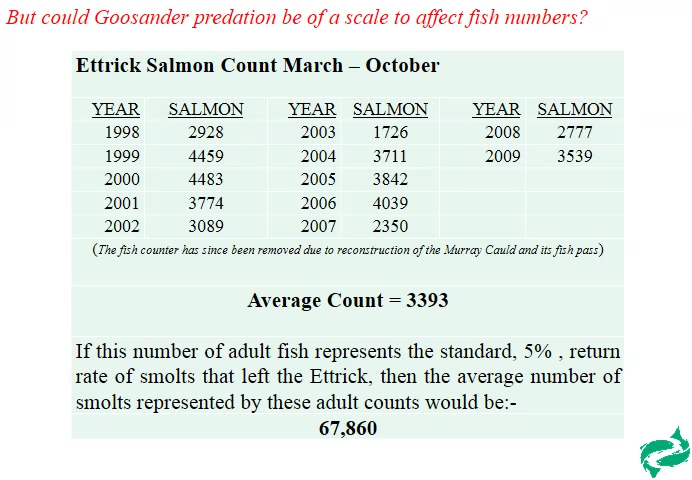 But could Goosander predation be of a scale to affect fish numbers?
Ettrick Salmon Count March – October
YEAR SALMON YEAR SALMON YEAR SALMON
1998 2928 2003 1726 2008 2777
1999 4459 2004 3711 2009 3539
2000 4483 2005 3842
2001 3774 2006 4039
2002 3089 2007 2350
(The fish counter has since been removed due to reconstruction of the Murray Cauld and its fish pass)
Average Count = 3393
If this number of adult fish represents the standard, 5% , return
rate of smolts that left the Ettrick, then the average number of
smolts represented by these adult counts would be:-
67,860